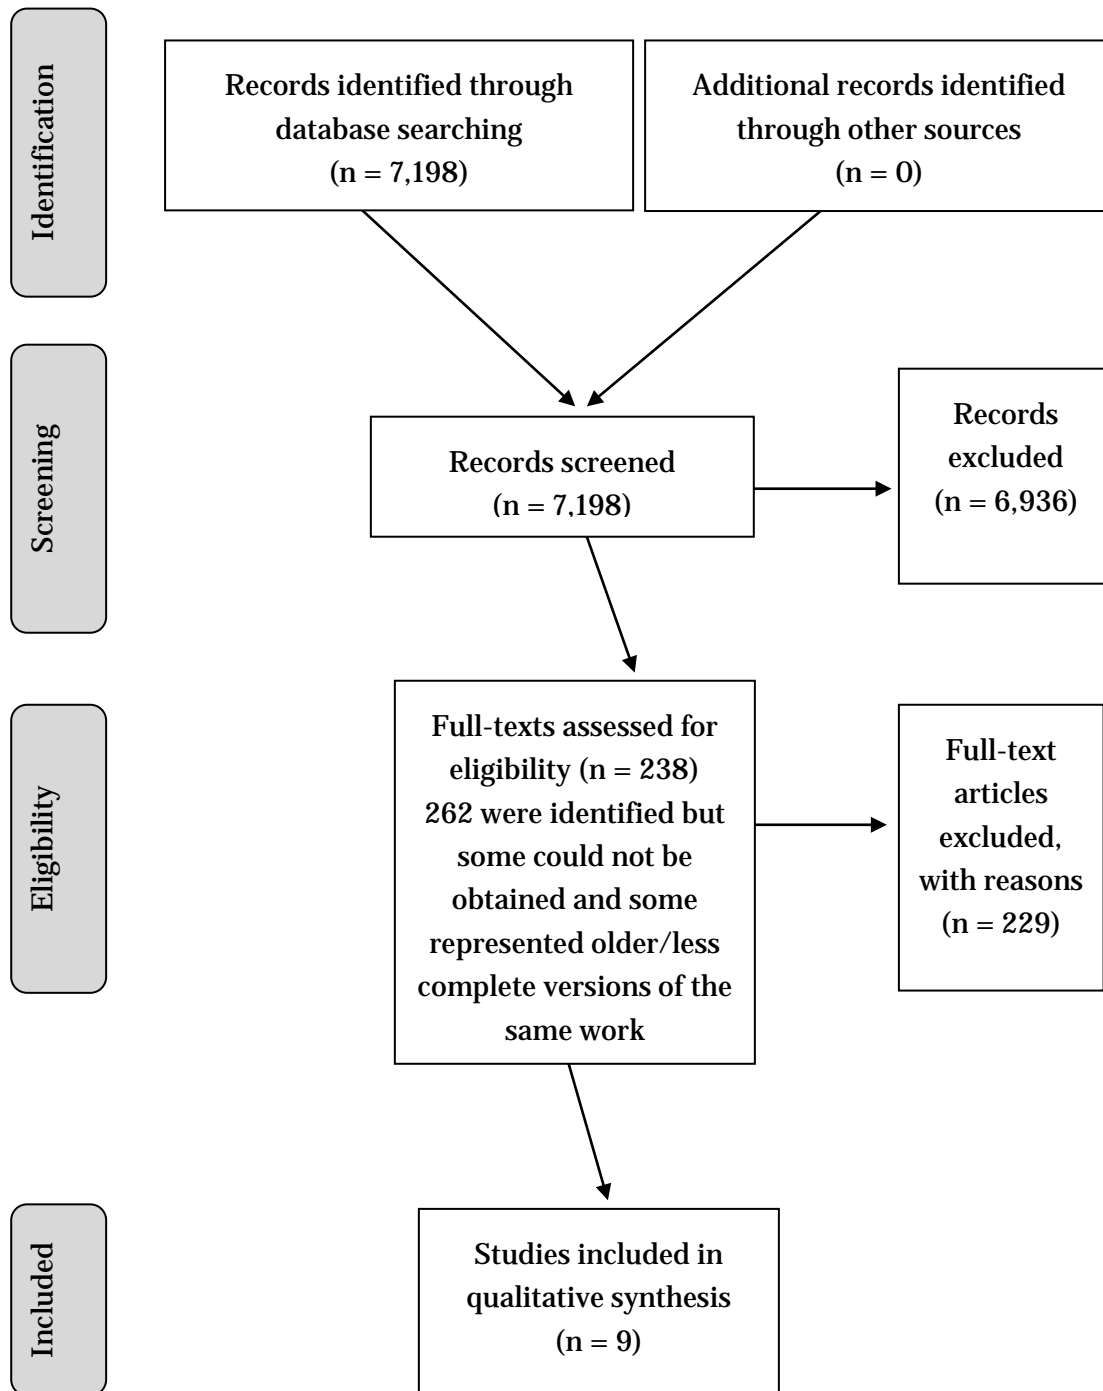 Identification
Records identified through
database searching
(n = 7,198)
Additional records identified
through other sources
(n = 0)
Screening
Records screened
(n = 7,198)
Records
excluded
(n = 6,936)
Eligibility
Full-texts assessed for
eligibility (n = 238)
262 were identified but
some could not be
obtained and some
represented older/less
complete versions of the
same work
Full-text
articles
excluded,
with reasons
(n = 229)
Included
Studies included in
qualitative synthesis
(n = 9)